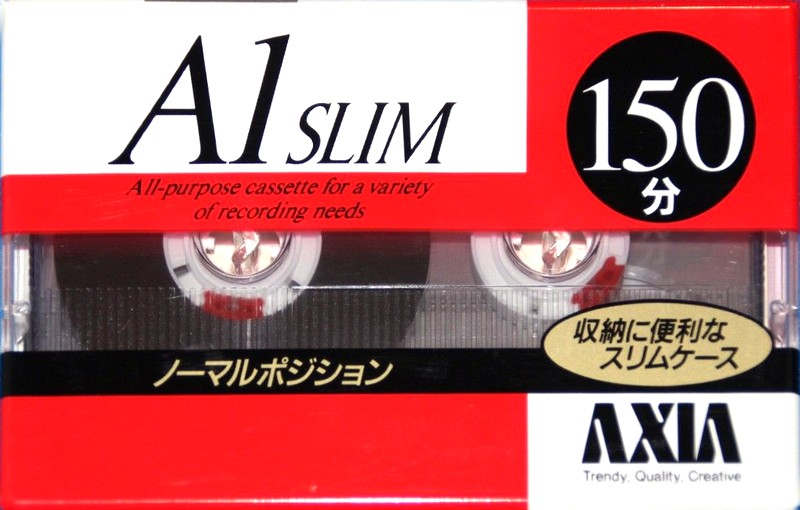 A1 SLIM
All-purpose cassette for a variety
of recording needs
150
分
収納に便利な
スリムケース
ノーマルポジション
AXIA
Trendy, Quality, Creative